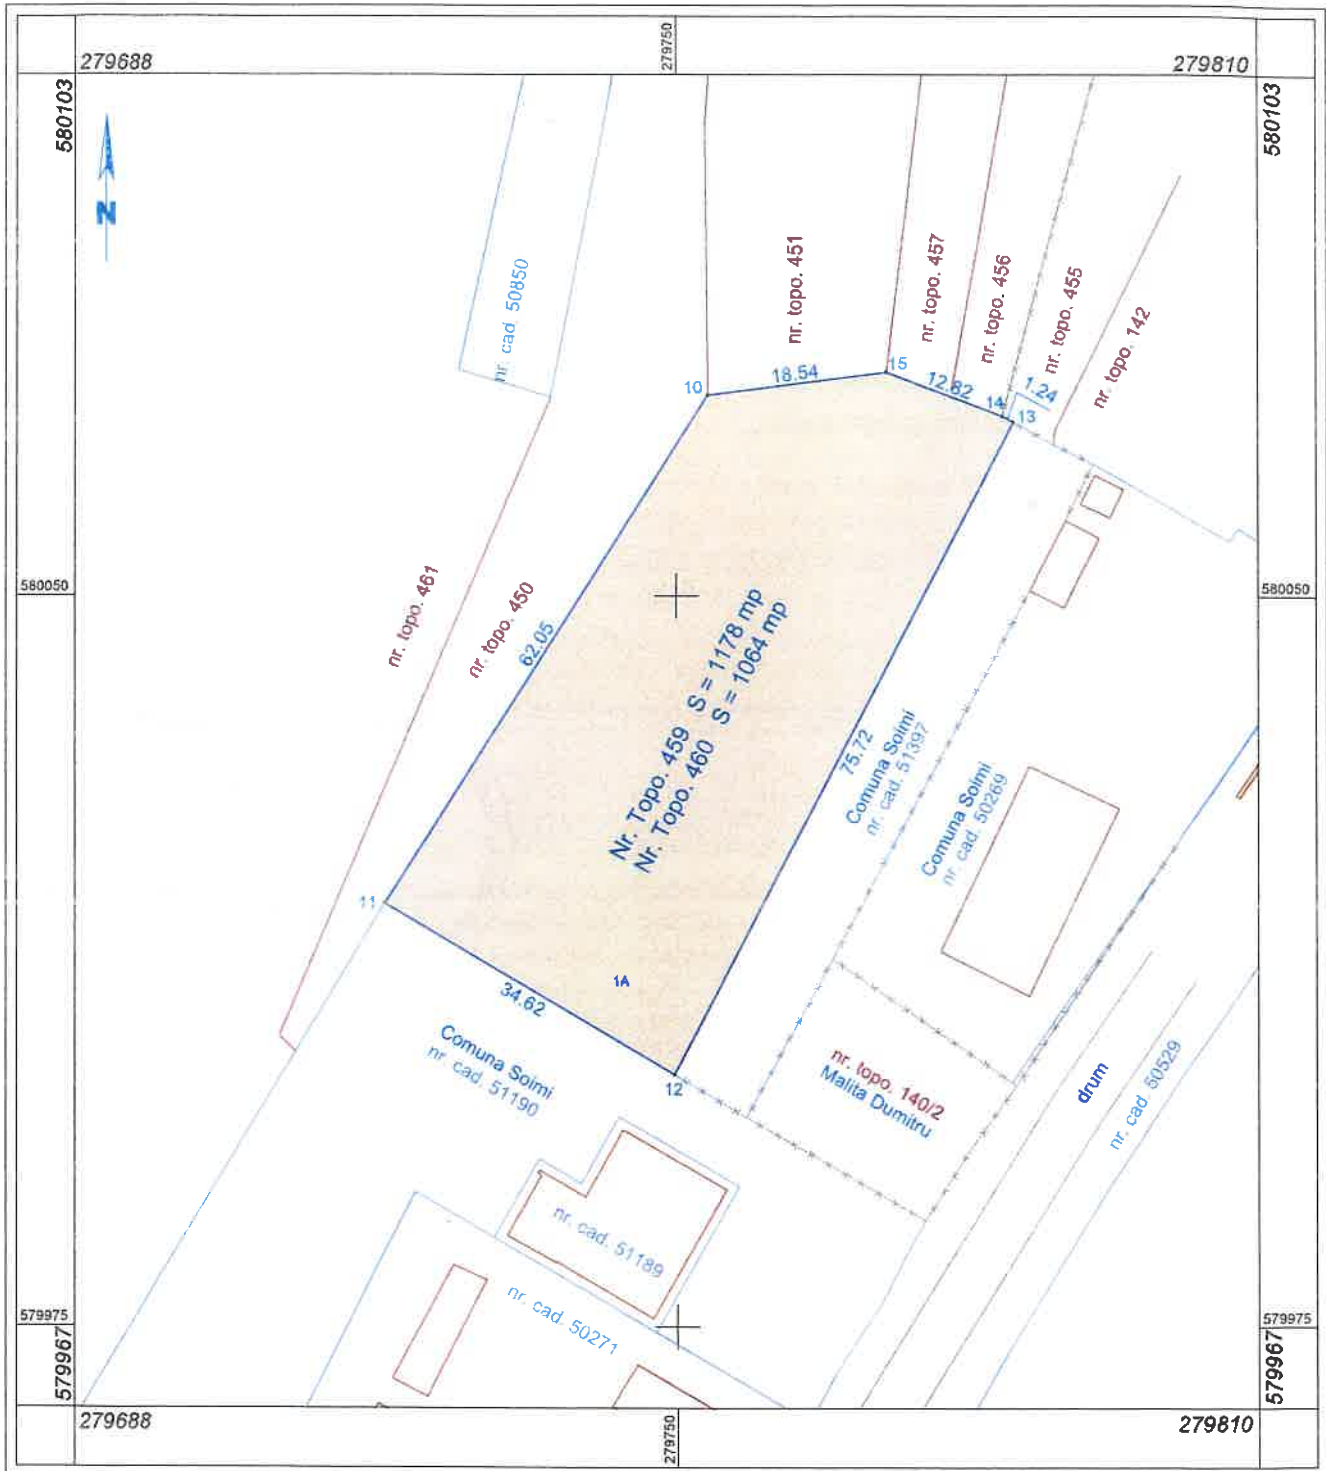 279750
279688
279810
580103
580103
N
nr. cad. 50850
nr. topo. 451
nr. topo. 457
nr. topo. 456
nr. topo. 455
nr. topo. 142
10
18.54
15
12.82
14
1.24
13
580050
580050
nr. topo. 461
nr. topo. 450
62.05
Nr. Topo. 459 S = 1178 mp
Nr. Topo. 460 S = 1064 mp
75.72
Comuna Soimi
nr. cad. 51397
Comuna Soimi
nr. cad. 50269
11
1A
34.62
Comuna Soimi
nr. cad. 51190
12
nr. topo. 140/2
Malita Dumitru
drum
nr. cad. 50529
nr. cad. 51189
nr. cad. 50271
579975
579975
579967
579967
279688
279750
279810